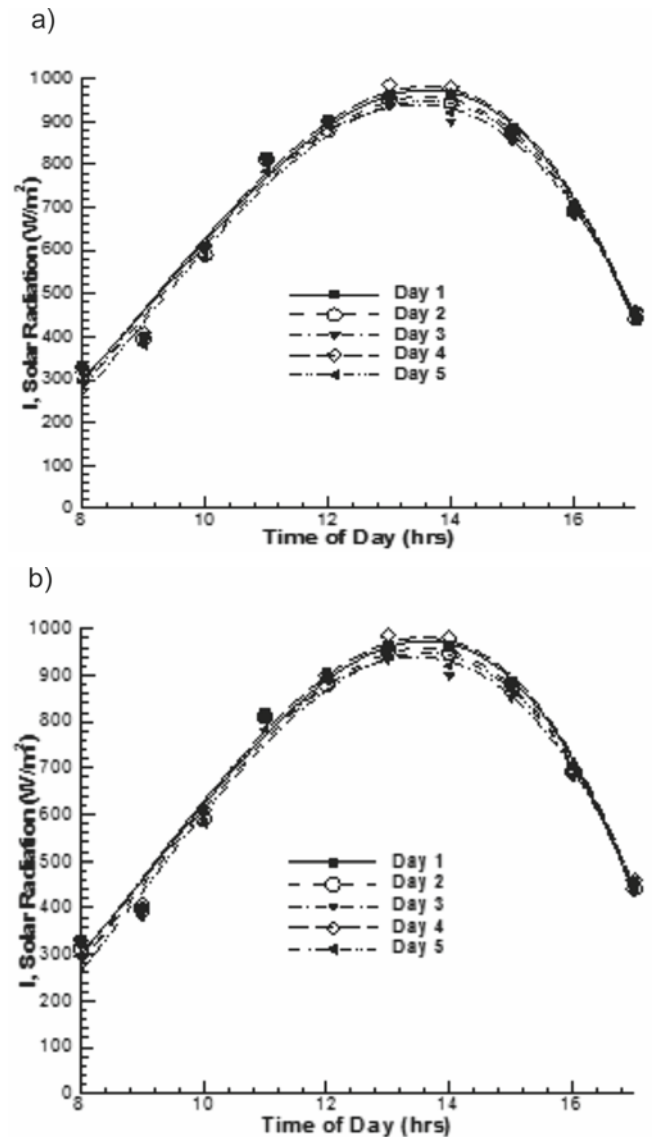 a)
1000
900
800
700
600
500
400
300
200
100
0
I, Solar Radiation (W/m²)
Day 1
Day 2
Day 3
Day 4
Day 5
8 10 12 14 16
Time of Day (hrs)
b)
1000
900
800
700
600
500
400
300
200
100
0
I, Solar Radiation (W/m²)
Day 1
Day 2
Day 3
Day 4
Day 5
8 10 12 14 16
Time of Day (hrs)